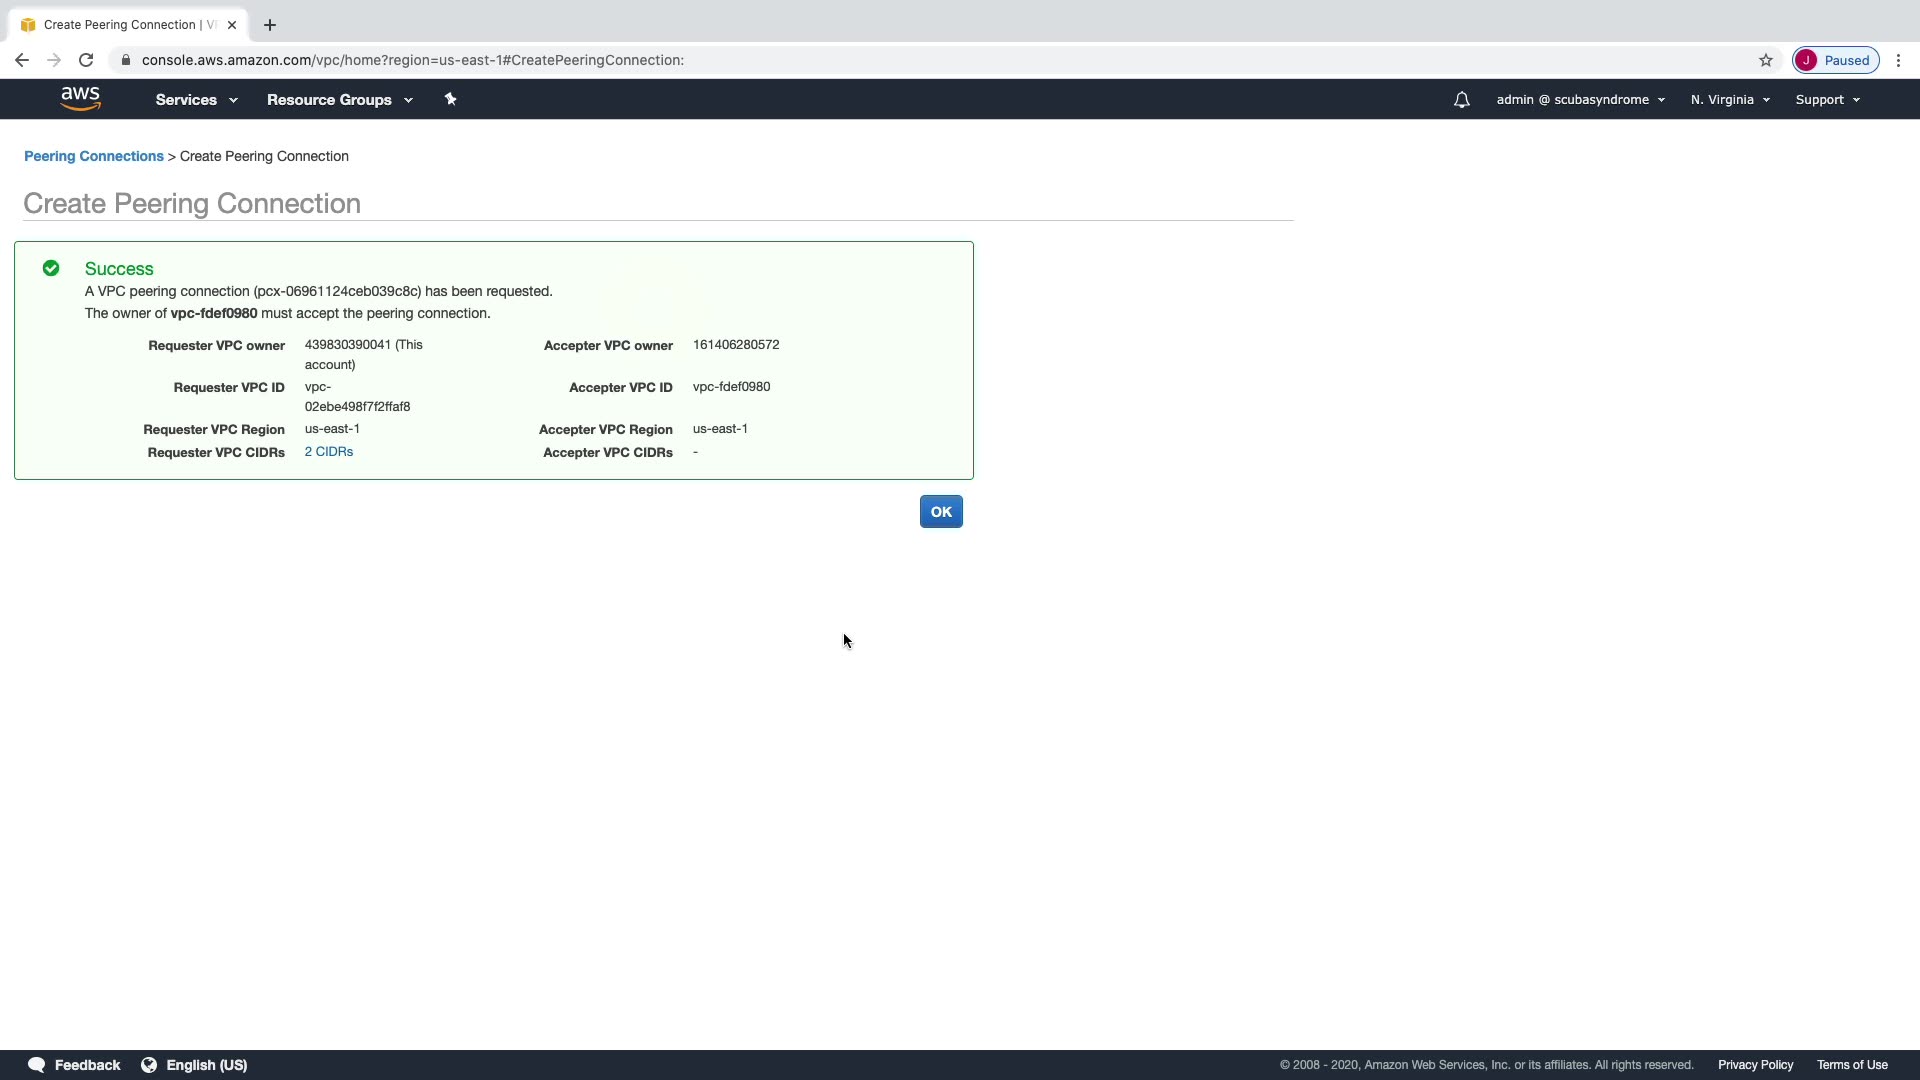 Create Peering Connection | V
console.aws.amazon.com/vpc/home?region=us-east-1#CreatePeeringConnection:
J Paused
aws Services Resource Groups admin @ scubasyndrome N. Virginia Support
Peering Connections > Create Peering Connection
Create Peering Connection
Success
A VPC peering connection (pcx-06961124ceb039c8c) has been requested.
The owner of vpc-fdef0980 must accept the peering connection.
Requester VPC owner 439830390041 (This account) Accepter VPC owner 161406280572
Requester VPC ID vpc-02ebe498f7f2ffaf8 Accepter VPC ID vpc-fdef0980
Requester VPC Region us-east-1 Accepter VPC Region us-east-1
Requester VPC CIDRs 2 CIDRs Accepter VPC CIDRs -
OK
Feedback English (US) © 2008 - 2020, Amazon Web Services, Inc. or its affiliates. All rights reserved. Privacy Policy Terms of Use